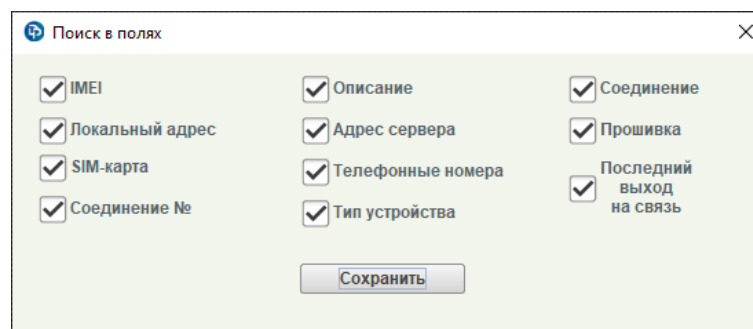 Поиск в полях
IMEI
Локальный адрес
SIM-карта
Соединение №
Описание
Адрес сервера
Телефонные номера
Тип устройства
Соединение
Прошивка
Последний
выход
на связь
Сохранить